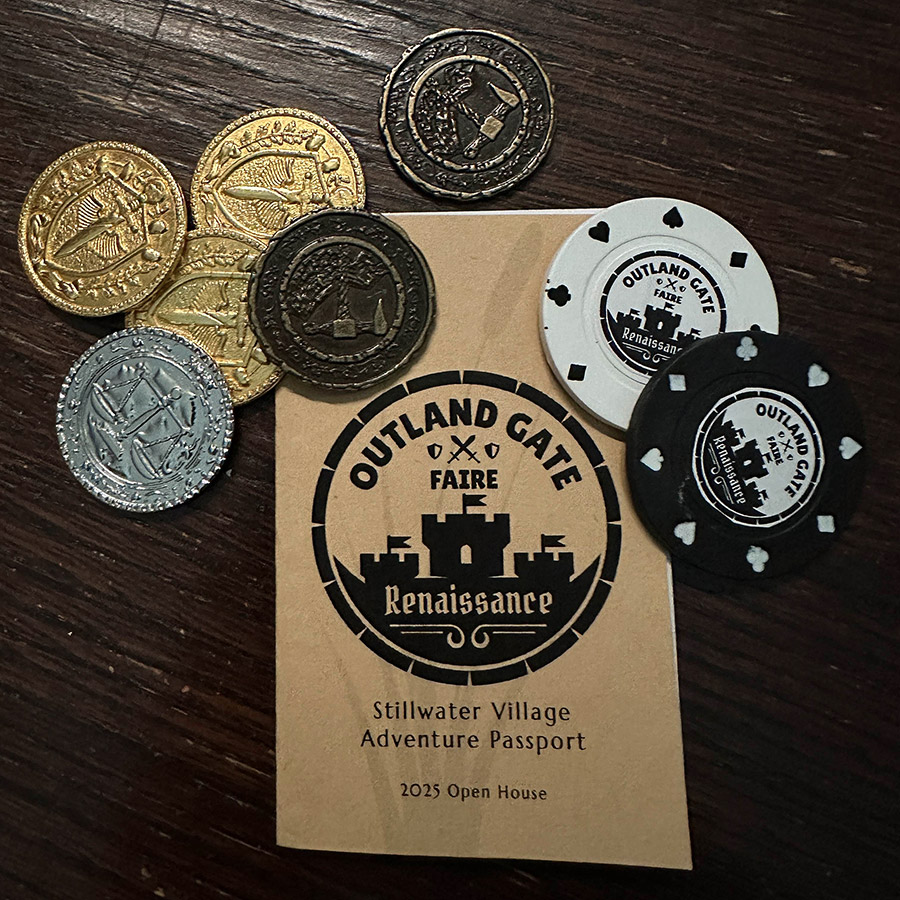 OUTLAND GATE
FAIRE
Renaissance
OUTLAND GATE
FAIRE
Renaissance
OUTLAND GATE
FAIRE
Renaissance
Stillwater Village
Adventure Passport
2025 Open House